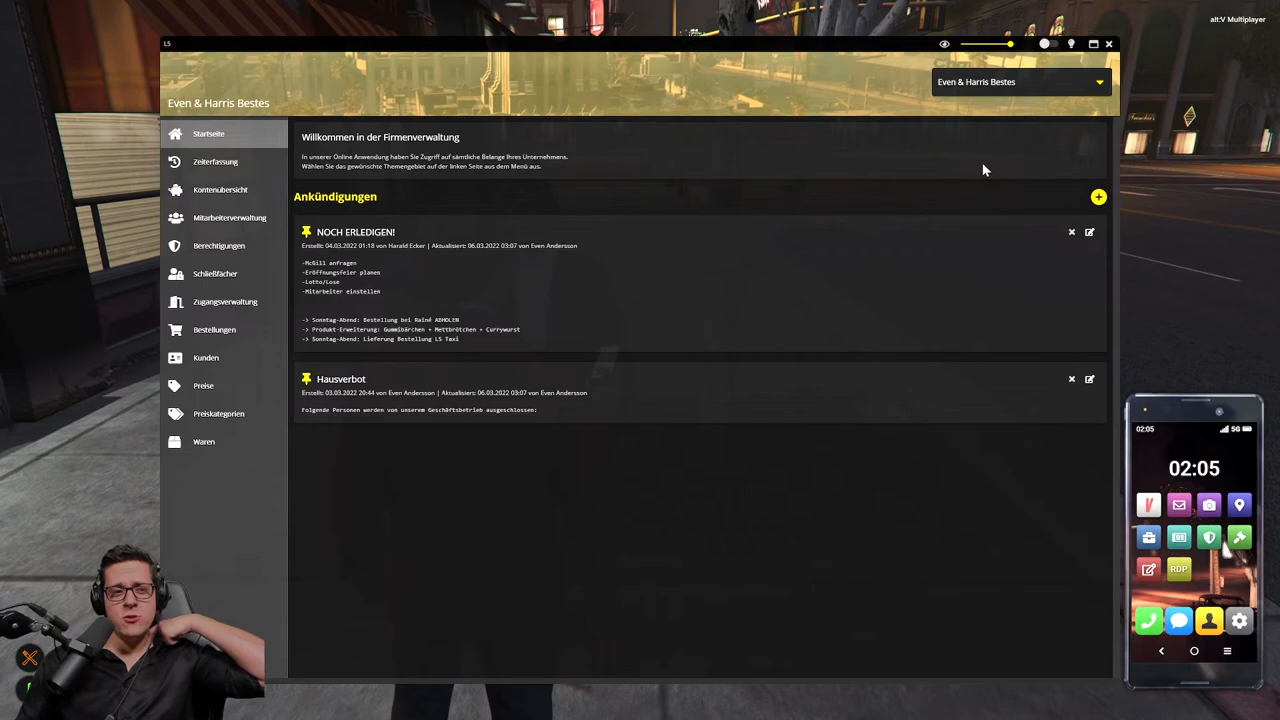 alt:V Multiplayer
LS
Even & Harris Bestes
Even & Harris Bestes
Startseite
Zeiterfassung
Kontenübersicht
Mitarbeiterverwaltung
Berechtigungen
Schließfächer
Zugangsverwaltung
Bestellungen
Kunden
Preise
Preiskategorien
Waren
Willkommen in der Firmenverwaltung
In unserer Online Anwendung haben Sie Zugriff auf sämtliche Belange Ihres Unternehmens.
Wählen Sie das gewünschte Themengebiet auf der linken Seite aus dem Menü aus.
Ankündigungen
NOCH ERLEDIGEN!
Erstellt: 04.03.2022 01:18 von Harald Ecker | Aktualisiert: 06.03.2022 03:07 von Even Andersson
-McGill anfragen
-Eröffnungsfeier planen
-Lotto/Lose
-Mitarbeiter einstellen
-> Sonntag-Abend: Bestellung bei Rainé ABHOLEN
-> Produkt-Erweiterung: Gummibärchen + Mettbrötchen + Currywurst
-> Sonntag-Abend: Lieferung Bestellung LS Taxi
Hausverbot
Erstellt: 03.03.2022 20:44 von Even Andersson | Aktualisiert: 06.03.2022 03:07 von Even Andersson
Folgende Personen werden von unserem Geschäftsbetrieb ausgeschlossen:
02:05
5G
02:05
RDP